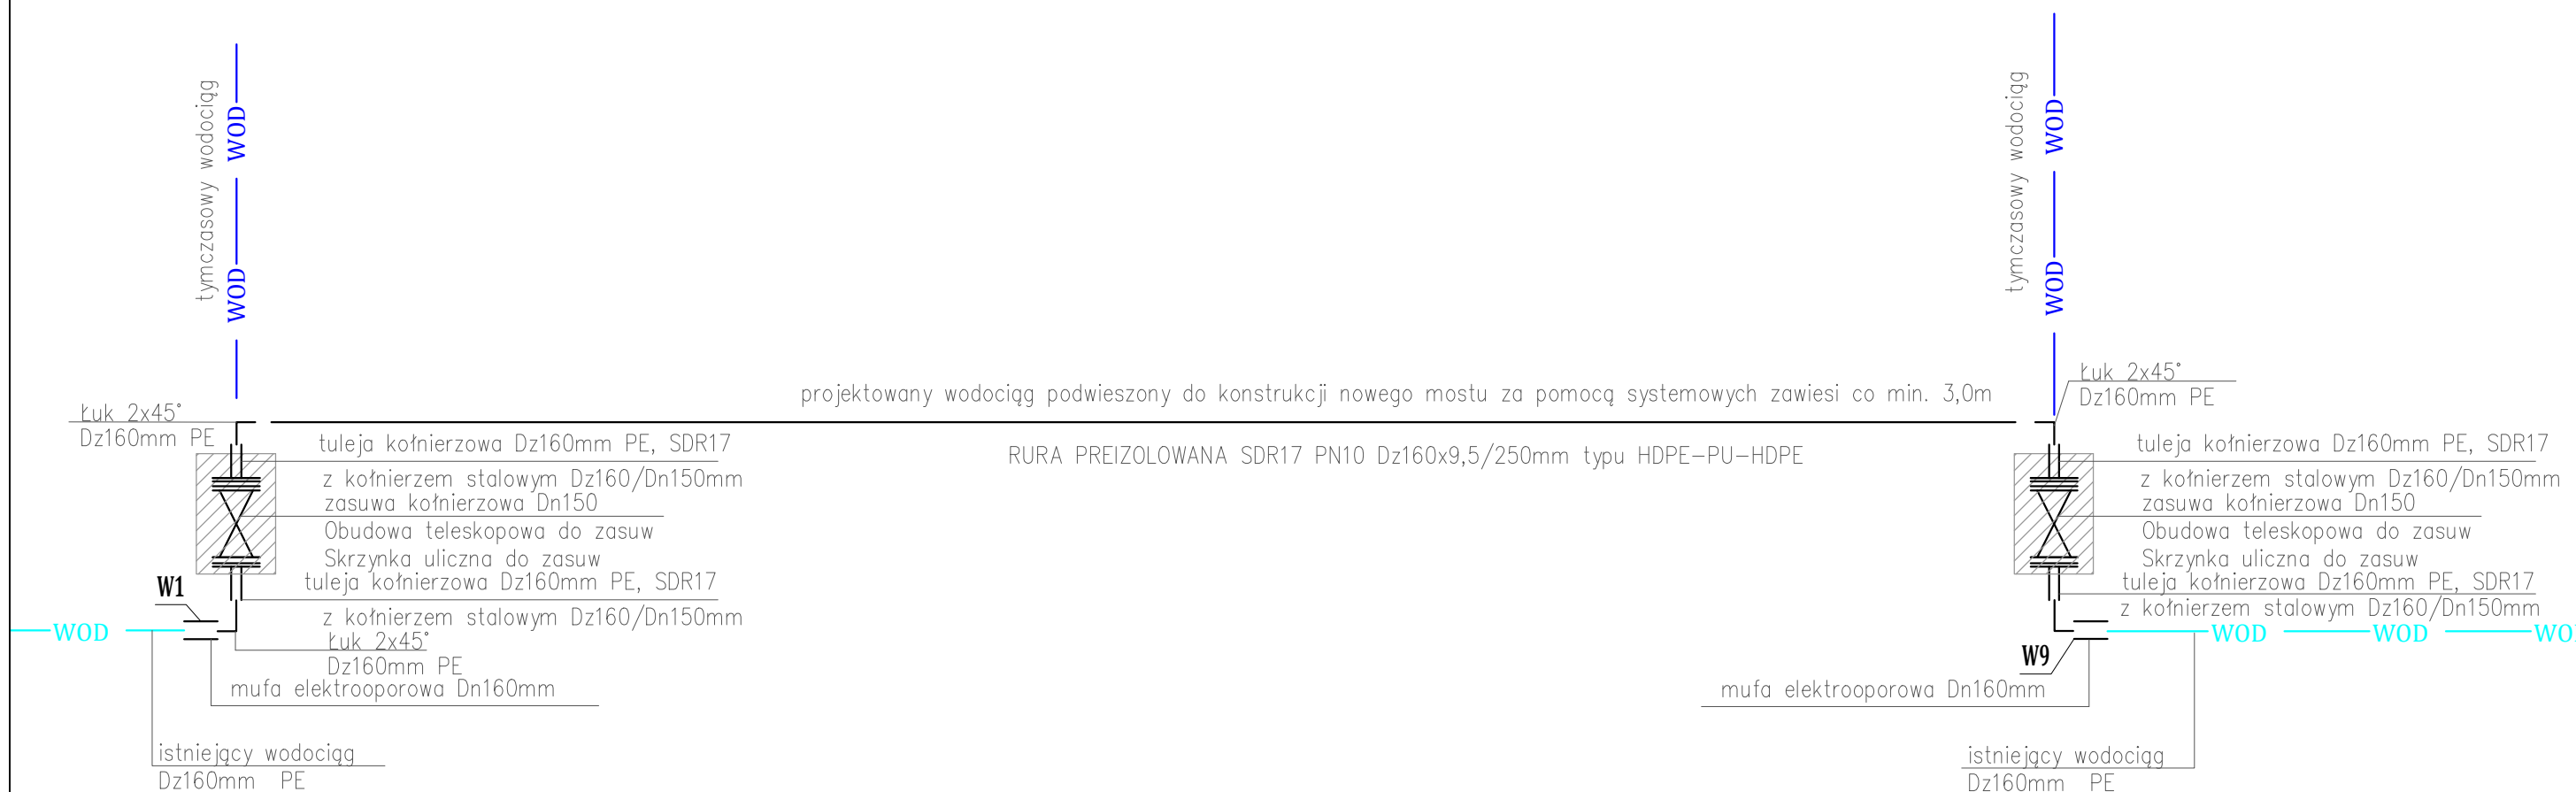 tymczasowy wodociąg
WOD
WOD
tymczasowy wodociąg
WOD
WOD
Łuk 2x45°
Dz160mm PE
projektowany wodociąg podwieszony do konstrukcji nowego mostu za pomocą systemowych zawiesi co min. 3,0m
RURA PREIZOLOWANA SDR17 PN10 Dz160x9,5/250mm typu HDPE-PU-HDPE
Łuk 2x45°
Dz160mm PE
tuleja kołnierzowa Dz160mm PE, SDR17
z kołnierzem stalowym Dz160/Dn150mm
zasuwa kołnierzowa Dn150
Obudowa teleskopowa do zasuw
Skrzynka uliczna do zasuw
tuleja kołnierzowa Dz160mm PE, SDR17
z kołnierzem stalowym Dz160/Dn150mm
Łuk 2x45°
Dz160mm PE
mufa elektrooporowa Dn160mm
W1
WOD
istniejący wodociąg
Dz160mm PE
tuleja kołnierzowa Dz160mm PE, SDR17
z kołnierzem stalowym Dz160/Dn150mm
zasuwa kołnierzowa Dn150
Obudowa teleskopowa do zasuw
Skrzynka uliczna do zasuw
tuleja kołnierzowa Dz160mm PE, SDR17
z kołnierzem stalowym Dz160/Dn150mm
WOD WOD WO
W9
mufa elektrooporowa Dn160mm
istniejący wodociąg
Dz160mm PE